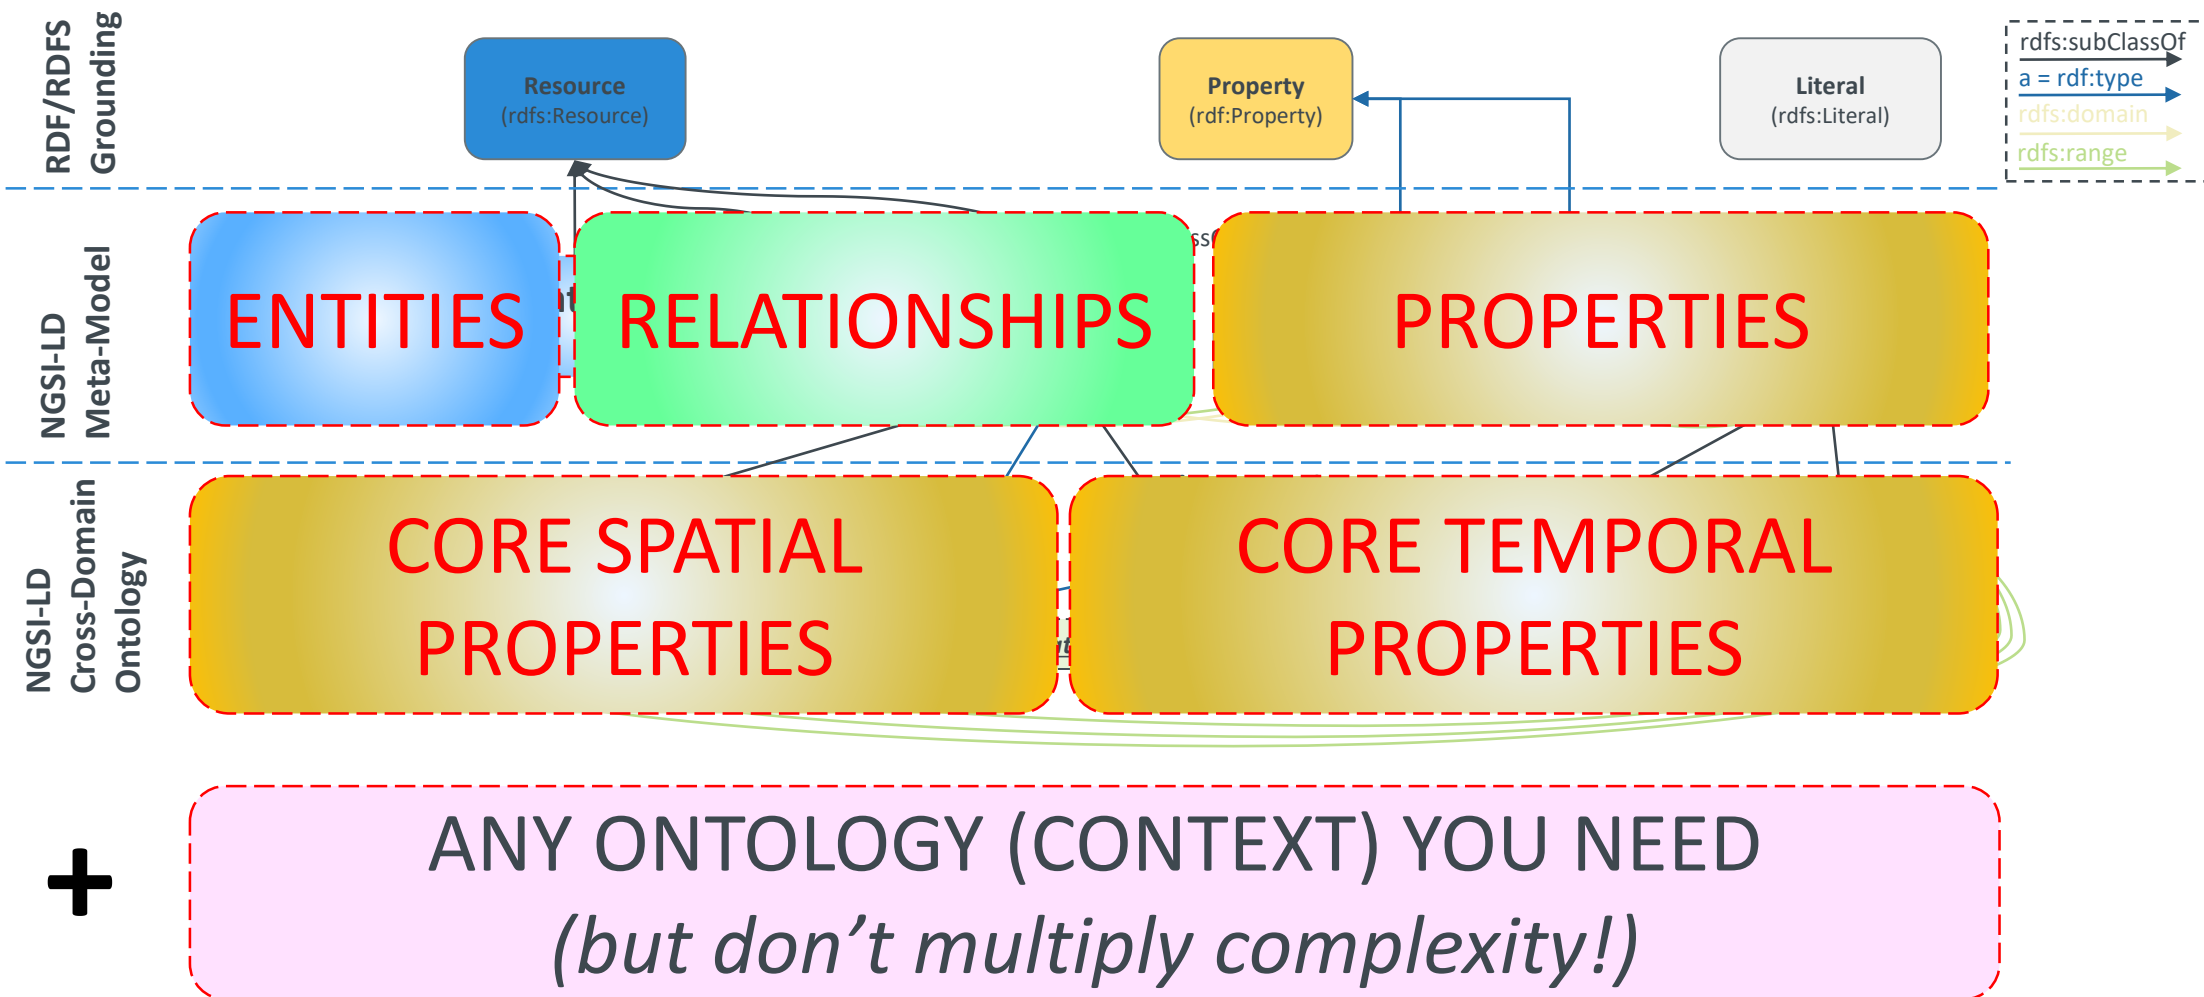 RDF/RDFS
Grounding
Resource
(rdfs:Resource)
Property
(rdf:Property)
Literal
(rdfs:Literal)
rdfs:subClassOf
a = rdf:type
rdfs:domain
rdfs:range
NGSI-LD
Meta-Model
ENTITIES
RELATIONSHIPS
PROPERTIES
NGSI-LD
Cross-Domain
Ontology
CORE SPATIAL
PROPERTIES
CORE TEMPORAL
PROPERTIES
+
ANY ONTOLOGY (CONTEXT) YOU NEED
(but don’t multiply complexity!)